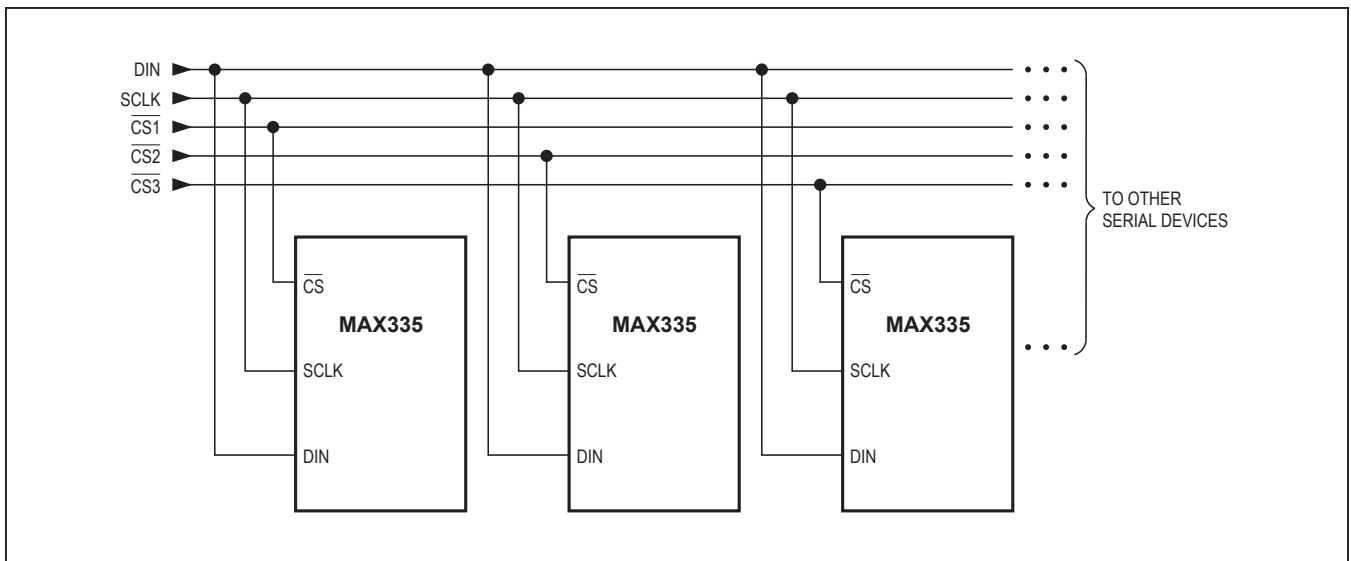 DIN
SCLK
CS1
CS2
CS3
TO OTHER
SERIAL DEVICES
CS
MAX335
SCLK
DIN
CS
MAX335
SCLK
DIN
CS
MAX335
SCLK
DIN